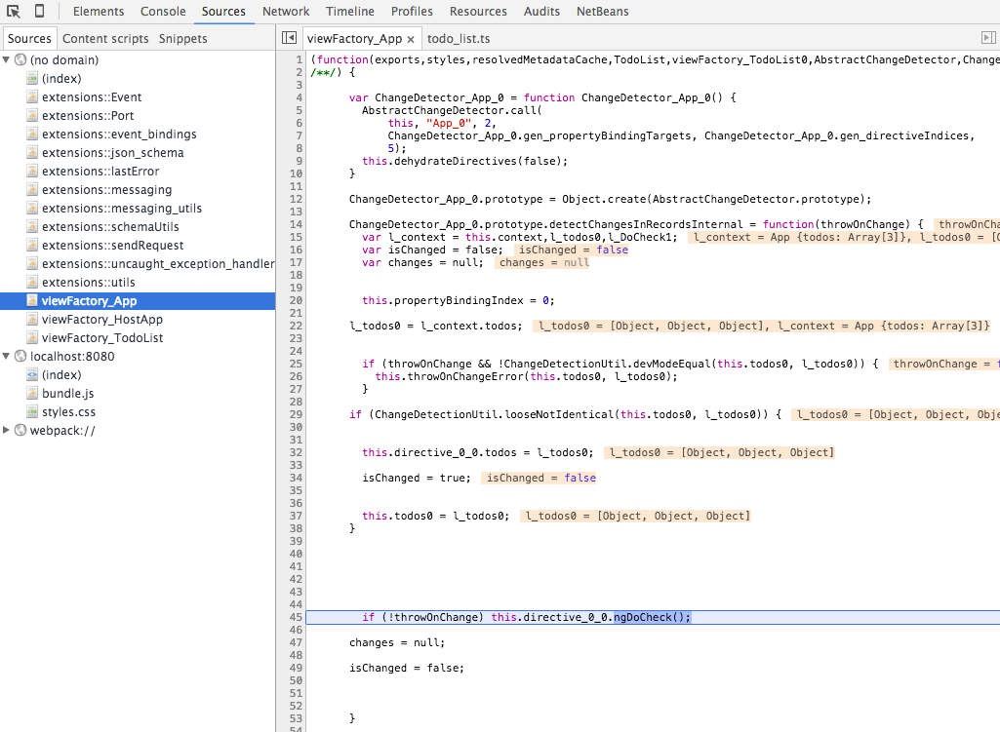 Elements Console Sources Network Timeline Profiles Resources Audits NetBeans
Sources Content scripts Snippets
(no domain)
(index)
extensions::Event
extensions::Port
extensions::event_bindings
extensions::json_schema
extensions::lastError
extensions::messaging
extensions::messaging_utils
extensions::schemaUtils
extensions::sendRequest
extensions::uncaught_exception_handler
extensions::utils
viewFactory_App
viewFactory_HostApp
viewFactory_TodoList
localhost:8080
(index)
bundle.js
styles.css
webpack://
viewFactory_App × todo_list.ts
1 (function(exports,styles,resolvedMetadataCache,TodoList,viewFactory_TodoList0,AbstractChangeDetector,Change
2 /**/) {
3
4 var ChangeDetector_App_0 = function ChangeDetector_App_0() {
5 AbstractChangeDetector.call(
6 this, "App_0", 2,
7 ChangeDetector_App_0.gen_propertyBindingTargets, ChangeDetector_App_0.gen_directiveIndices,
8 5);
9 this.dehydrateDirectives(false);
10 }
11
12 ChangeDetector_App_0.prototype = Object.create(AbstractChangeDetector.prototype);
13
14 ChangeDetector_App_0.prototype.detectChangesInRecordsInternal = function(throwOnChange) { throwOnCha
15 var l_context = this.context,l_todos0,l_DoCheck1; l_context = App {todos: Array[3]}, l_todos0 = [O
16 var isChanged = false; isChanged = false
17 var changes = null; changes = null
18
19
20 this.propertyBindingIndex = 0;
21
22 l_todos0 = l_context.todos; l_todos0 = [Object, Object, Object], l_context = App {todos: Array[3]}
23
24
25 if (throwOnChange && !ChangeDetectionUtil.devModeEqual(this.todos0, l_todos0)) { throwOnChange = f
26 this.throwOnChangeError(this.todos0, l_todos0);
27 }
28
29 if (ChangeDetectionUtil.looseNotIdentical(this.todos0, l_todos0)) { l_todos0 = [Object, Object, Obje
30
31
32 this.directive_0_0.todos = l_todos0; l_todos0 = [Object, Object, Object]
33
34 isChanged = true; isChanged = false
35
36
37 this.todos0 = l_todos0; l_todos0 = [Object, Object, Object]
38 }
39
40
41
42
43
44
45 if (!throwOnChange) this.directive_0_0.ngDoCheck();
46
47 changes = null;
48
49 isChanged = false;
50
51
52
53 }
54